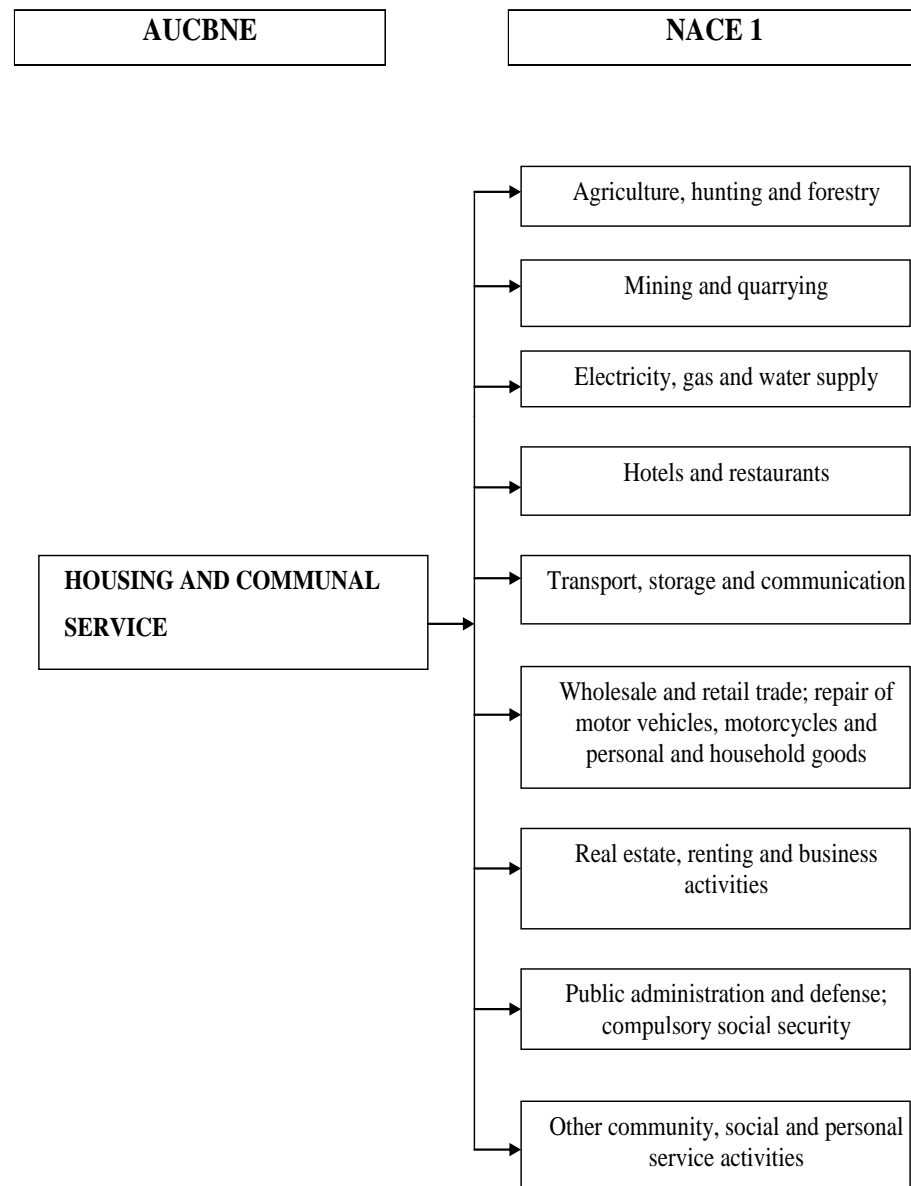 AUCBNE
NACE 1
Agriculture, hunting and forestry
Mining and quarrying
Electricity, gas and water supply
Hotels and restaurants
HOUSING AND COMMUNAL
SERVICE
Transport, storage and communication
Wholesale and retail trade; repair of
motor vehicles, motorcycles and
personal and household goods
Real estate, renting and business
activities
Public administration and defense;
compulsory social security
Other community, social and personal
service activities